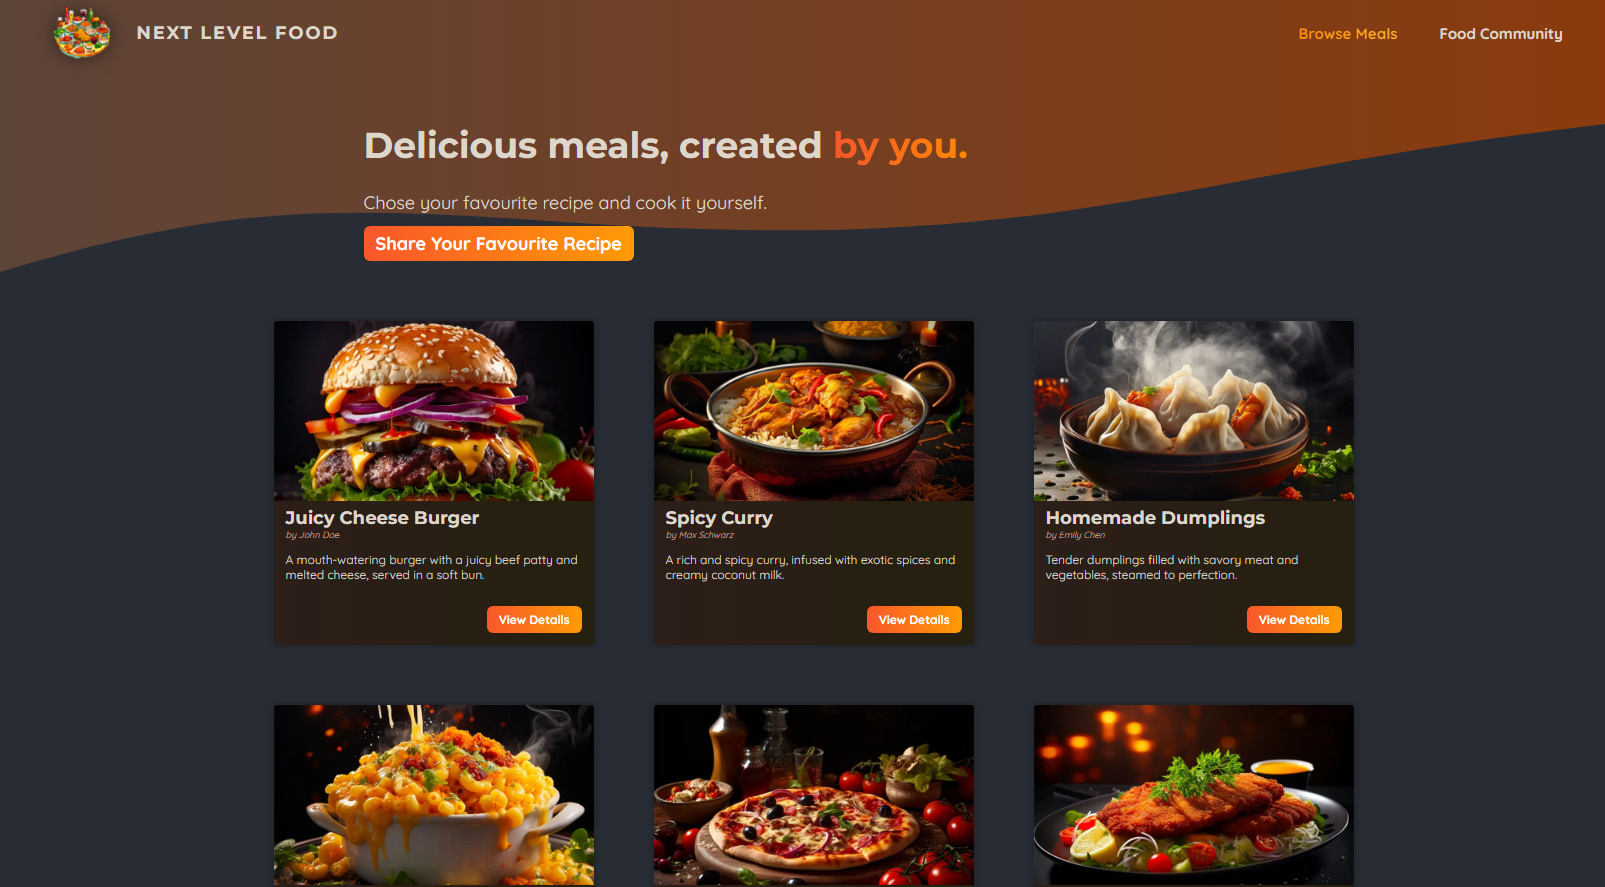 NEXT LEVEL FOOD
Browse Meals
Food Community
Delicious meals, created by you.
Chose your favourite recipe and cook it yourself.
Share Your Favourite Recipe
Juicy Cheese Burger
by John Doe
A mouth-watering burger with a juicy beef patty and
melted cheese, served in a soft bun.
View Details
Spicy Curry
by Max Schwarz
A rich and spicy curry, infused with exotic spices and
creamy coconut milk.
View Details
Homemade Dumplings
by Emily Chen
Tender dumplings filled with savory meat and
vegetables, steamed to perfection.
View Details